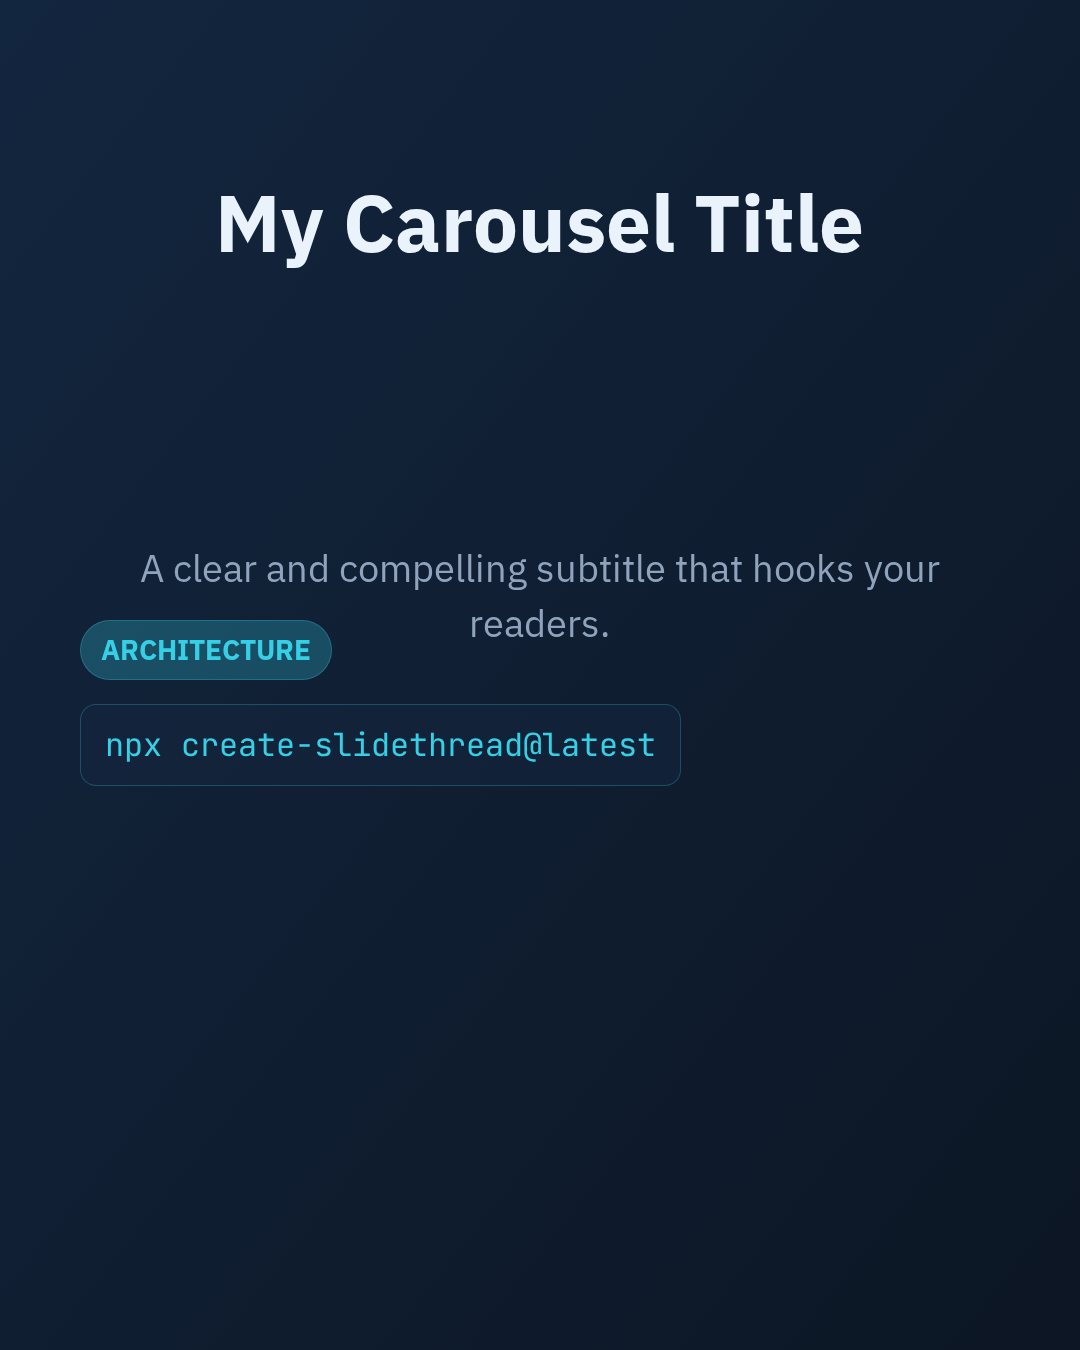 My Carousel Title
A clear and compelling subtitle that hooks your
readers.
ARCHITECTURE
npx create-slidethread@latest